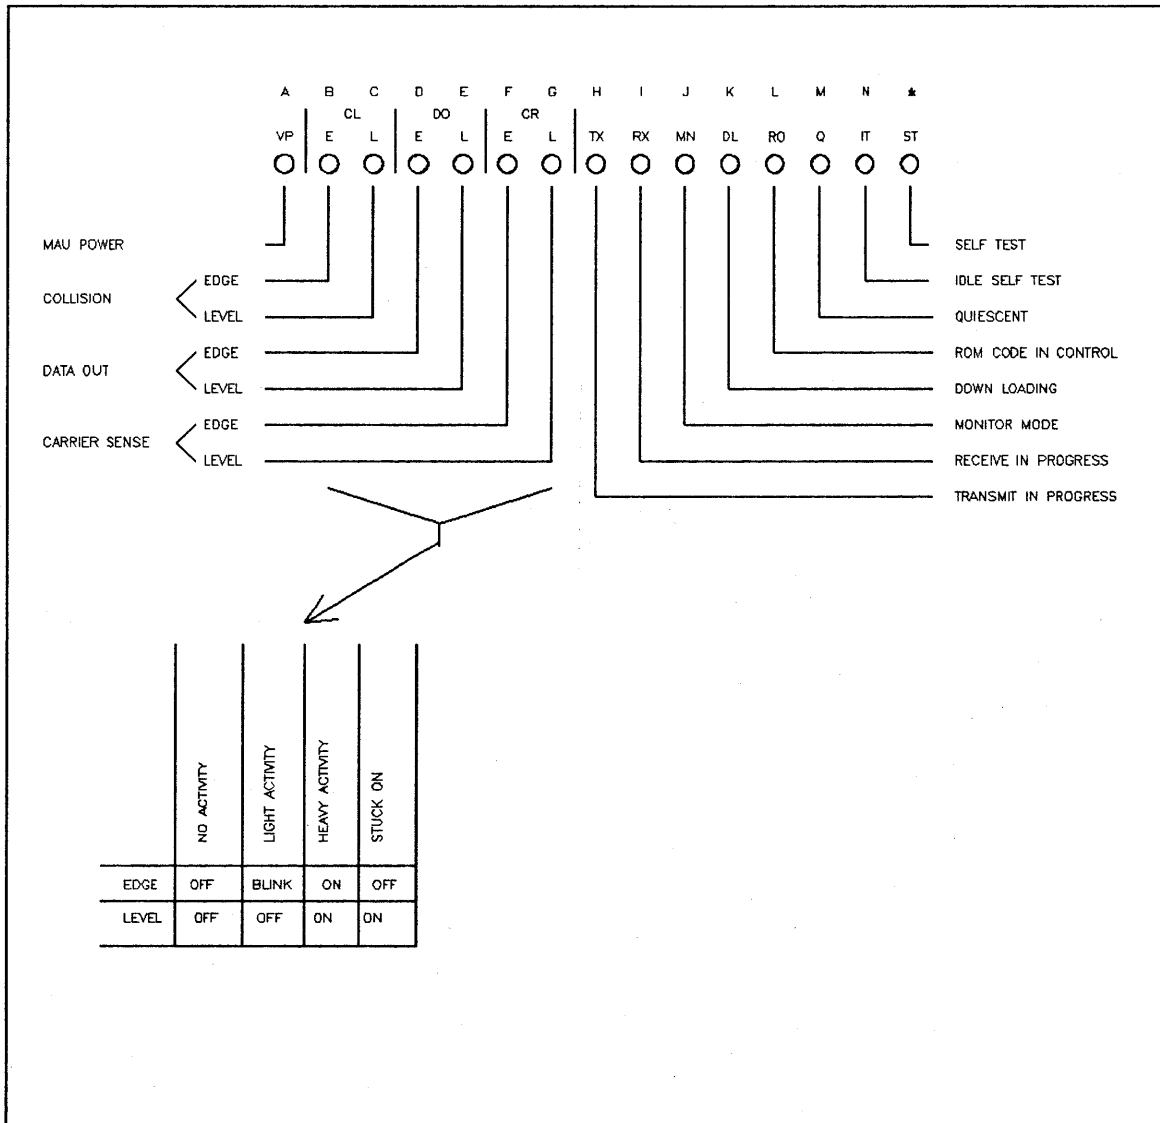 A B C D E F G H I J K L M N *
CL DO CR
VP E L E L E L TX RX MN DL RO Q IT ST
MAU POWER
SELF TEST
COLLISION
EDGE
LEVEL
IDLE SELF TEST
QUIESCENT
DATA OUT
EDGE
LEVEL
ROM CODE IN CONTROL
DOWN LOADING
CARRIER SENSE
EDGE
LEVEL
MONITOR MODE
RECEIVE IN PROGRESS
TRANSMIT IN PROGRESS
NO ACTIVITY
LIGHT ACTIVITY
HEAVY ACTIVITY
STUCK ON
EDGE OFF BLINK ON OFF
LEVEL OFF OFF ON ON